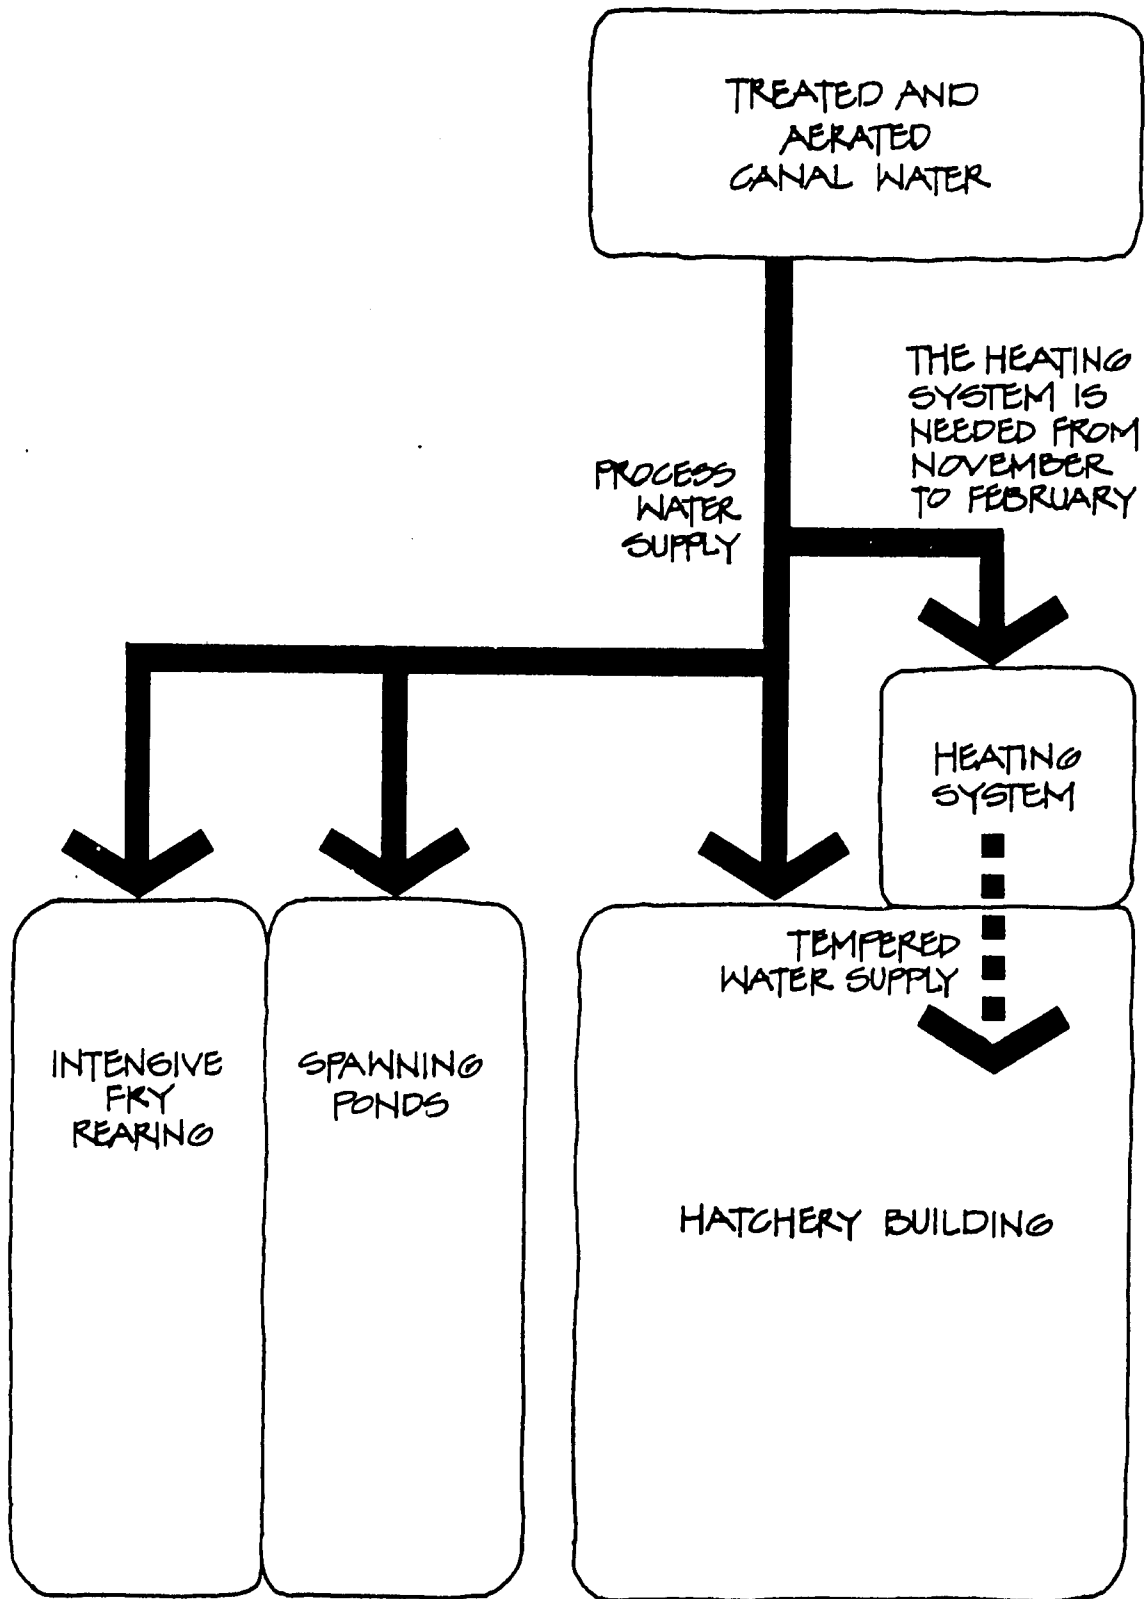 TREATED AND
AERATED
CANAL WATER
THE HEATING
SYSTEM IS
NEEDED FROM
NOVEMBER
TO FEBRUARY
PROCESS
WATER
SUPPLY
HEATING
SYSTEM
TEMPERED
WATER SUPPLY
INTENSIVE
FRY
REARING
SPAWNING
PONDS
HATCHERY BUILDING